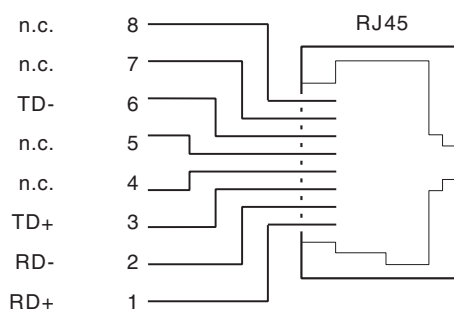 RJ45
n.c. 8
n.c. 7
TD- 6
n.c. 5
n.c. 4
TD+ 3
RD- 2
RD+ 1